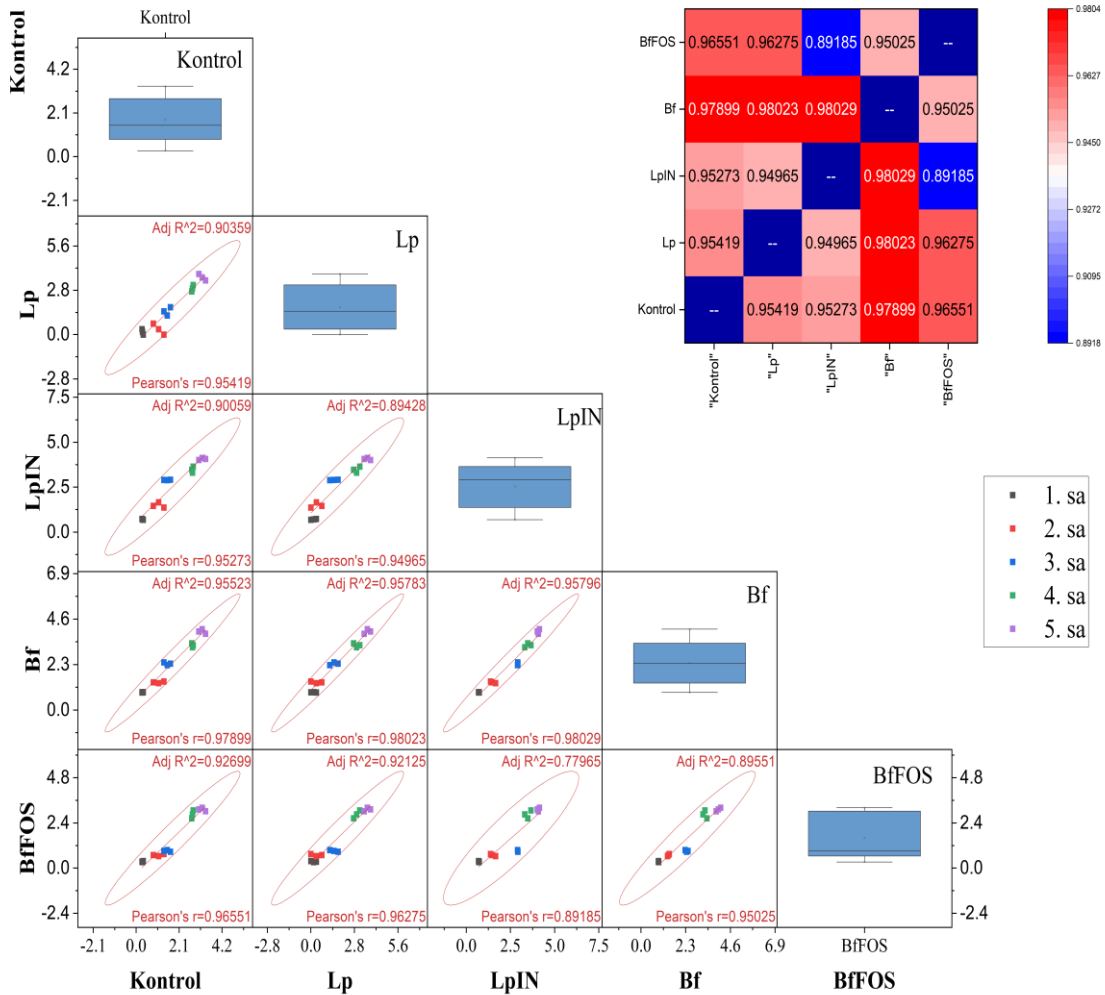 Kontrol
Kontrol
4.2
2.1
0.0
-2.1
Kontrol
Lp
5.6
2.8
0.0
-2.8
Adj R^2=0.90359
Pearson's r=0.95419
Lp
LpIN
7.5
5.0
2.5
0.0
Adj R^2=0.90059
Pearson's r=0.95273
Adj R^2=0.89428
Pearson's r=0.94965
LpIN
Bf
6.9
4.6
2.3
0.0
Adj R^2=0.95523
Pearson's r=0.97899
Adj R^2=0.95783
Pearson's r=0.98023
Adj R^2=0.95796
Pearson's r=0.98029
Bf
BfFOS
4.8
2.4
0.0
-2.4
Adj R^2=0.92699
Pearson's r=0.96551
Adj R^2=0.92125
Pearson's r=0.96275
Adj R^2=0.77965
Pearson's r=0.89185
Adj R^2=0.89551
Pearson's r=0.95025
BfFOS
4.8
2.4
0.0
-2.4
-2.1 0.0 2.1 4.2
-2.8 0.0 2.8 5.6
0.0 2.5 5.0 7.5
0.0 2.3 4.6 6.9
BfFOS
Kontrol Lp LpIN Bf BfFOS
BfFOS 0.96551 0.96275 0.89185 0.95025 --
Bf 0.97899 0.98023 0.98029 -- 0.95025
LpIN 0.95273 0.94965 -- 0.98029 0.89185
Lp 0.95419 -- 0.94965 0.98023 0.96275
Kontrol -- 0.95419 0.95273 0.97899 0.96551
"Kontrol" "Lp" "LpIN" "Bf" "BfFOS"
0.9804
0.9627
0.9450
0.9272
0.9095
0.8918
1. sa
2. sa
3. sa
4. sa
5. sa